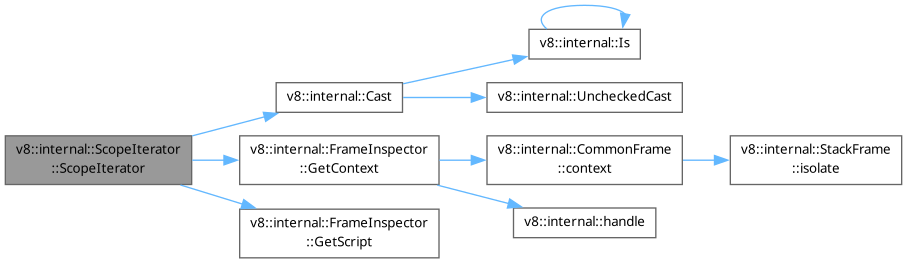 v8::internal::Is
v8::internal::Cast
v8::internal::UncheckedCast
v8::internal::ScopeIterator
::ScopeIterator
v8::internal::FrameInspector
::GetContext
v8::internal::CommonFrame
::context
v8::internal::StackFrame
::isolate
v8::internal::handle
v8::internal::FrameInspector
::GetScript